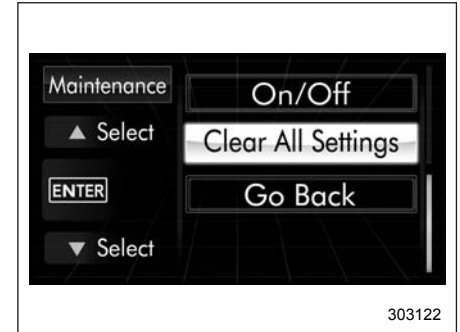 Maintenance
▲ Select
ENTER
▼ Select
On/Off
Clear All Settings
Go Back
303122